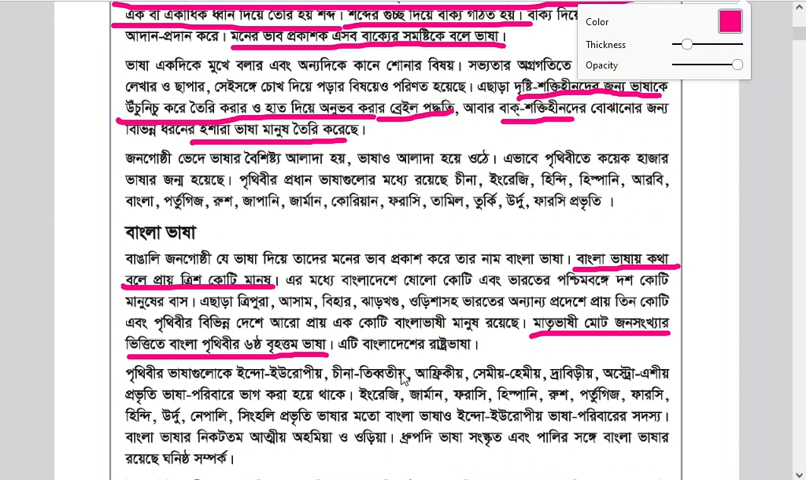 এক বা একাধিক ধ্বনি দিয়ে তৈরি হয় শব্দ। শব্দের গুচ্ছ দিয়ে বাক্য গঠিত হয়। বাক্য দিয়ে
আদান-প্রদান করে। মনের ভাব প্রকাশক এসব বাক্যের সমষ্টিকে বলে ভাষা।
Color
Thickness
Opacity
ভাষা একদিকে মুখে বলার এবং অন্যদিকে কানে শোনার বিষয়। সভ্যতার অগ্রগতিতে
লেখার ও ছাপার, সেইসঙ্গে চোখ দিয়ে পড়ার বিষয়েও পরিণত হয়েছে। এছাড়া দৃষ্টি-শক্তিহীনদের জন্য ভাষাকে
উঁচুনিচু করে তৈরি করার ও হাত দিয়ে অনুভব করার ব্রেইল পদ্ধতি, আবার বাক্-শক্তিহীনদের বোঝানোর জন্য
বিভিন্ন ধরনের ইশারা ভাষা মানুষ তৈরি করেছে।
জনগোষ্ঠী ভেদে ভাষার বৈশিষ্ট্য আলাদা হয়, ভাষাও আলাদা হয়ে ওঠে। এভাবে পৃথিবীতে কয়েক হাজার
ভাষার জন্ম হয়েছে। পৃথিবীর প্রধান ভাষাগুলোর মধ্যে রয়েছে চীনা, ইংরেজি, হিন্দি, হিস্পানি, আরবি,
বাংলা, পর্তুগিজ, রুশ, জাপানি, জার্মান, কোরিয়ান, ফরাসি, তামিল, তুর্কি, উর্দু, ফারসি প্রভৃতি ।
বাংলা ভাষা
বাঙালি জনগোষ্ঠী যে ভাষা দিয়ে তাদের মনের ভাব প্রকাশ করে তার নাম বাংলা ভাষা। বাংলা ভাষায় কথা
বলে প্রায় ত্রিশ কোটি মানুষ। এর মধ্যে বাংলাদেশে ষোলো কোটি এবং ভারতের পশ্চিমবঙ্গে দশ কোটি
মানুষের বাস। এছাড়া ত্রিপুরা, আসাম, বিহার, ঝাড়খণ্ড, ওড়িশাসহ ভারতের অন্যান্য প্রদেশে প্রায় তিন কোটি
এবং পৃথিবীর বিভিন্ন দেশে আরো প্রায় এক কোটি বাংলাভাষী মানুষ রয়েছে। মাতৃভাষী মোট জনসংখ্যার
ভিত্তিতে বাংলা পৃথিবীর ৬ষ্ঠ বৃহত্তম ভাষা। এটি বাংলাদেশের রাষ্ট্রভাষা।
পৃথিবীর ভাষাগুলোকে ইন্দো-ইউরোপীয়, চীনা-তিব্বতীয়, আফ্রিকীয়, সেমীয়-হেমীয়, দ্রাবিড়ীয়, অস্ট্রো-এশীয়
প্রভৃতি ভাষা-পরিবারে ভাগ করা হয়ে থাকে। ইংরেজি, জার্মান, ফরাসি, হিস্পানি, রুশ, পর্তুগিজ, ফারসি,
হিন্দি, উর্দু, নেপালি, সিংহলি প্রভৃতি ভাষার মতো বাংলা ভাষাও ইন্দো-ইউরোপীয় ভাষা-পরিবারের সদস্য।
বাংলা ভাষার নিকটতম আত্মীয় অহমিয়া ও ওড়িয়া। ধ্রুপদি ভাষা সংস্কৃত এবং পালির সঙ্গে বাংলা ভাষার
রয়েছে ঘনিষ্ঠ সম্পর্ক।